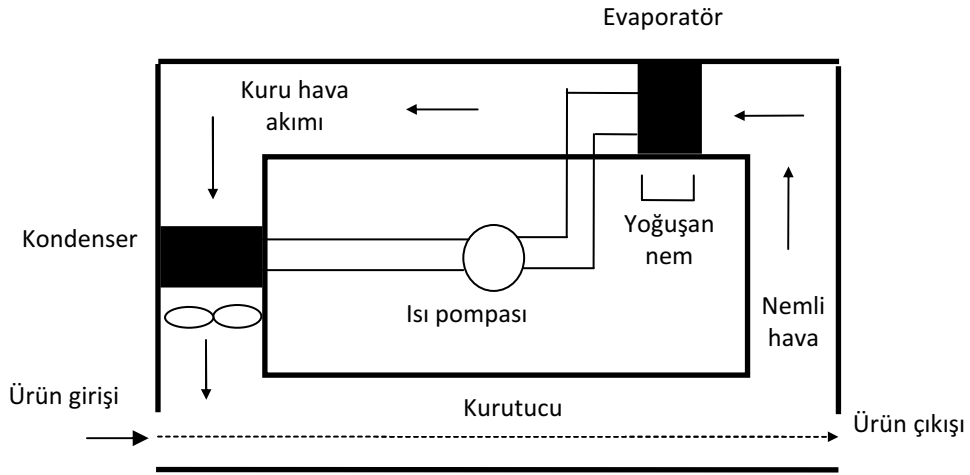 Evaporatör
Kuru hava
akımı
Kondenser
Yoğuşan
nem
Isı pompası
Nemli
hava
Ürün girişi
Kurutucu
Ürün çıkışı